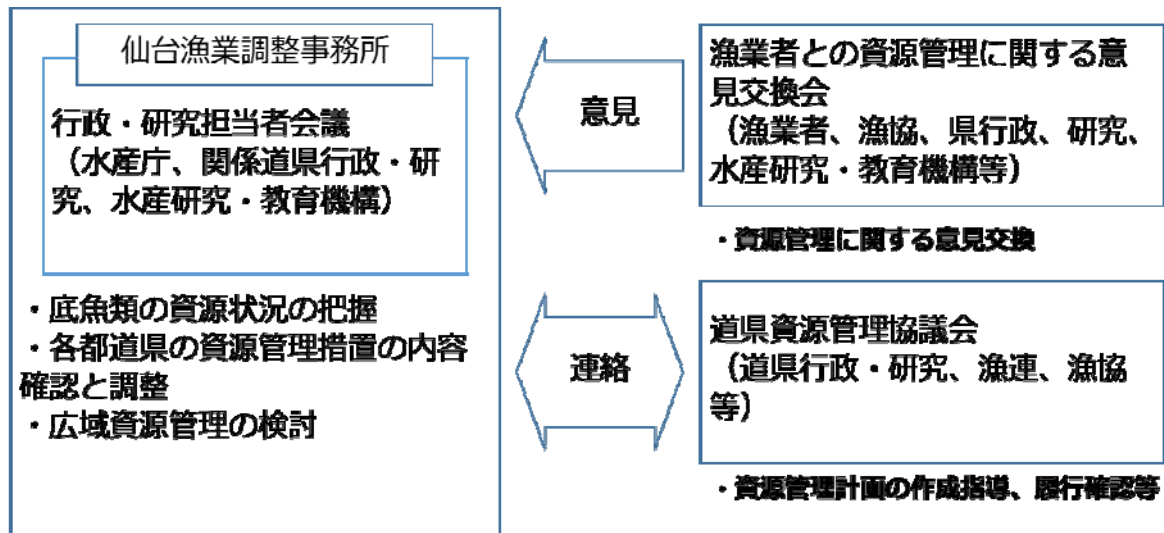 仙台漁業調整事務所
行政・研究担当者会議
（水産庁、関係道県行政・研
究、水産研究・教育機構）
・底魚類の資源状況の把握
・各都道県の資源管理措置の内容
確認と調整
・広域資源管理の検討
意見
連絡
漁業者との資源管理に関する意
見交換会
（漁業者、漁協、県行政、研究、
水産研究・教育機構等）
・資源管理に関する意見交換
道県資源管理協議会
（道県行政・研究、漁連、漁協
等）
・資源管理計画の作成指導、履行確認等